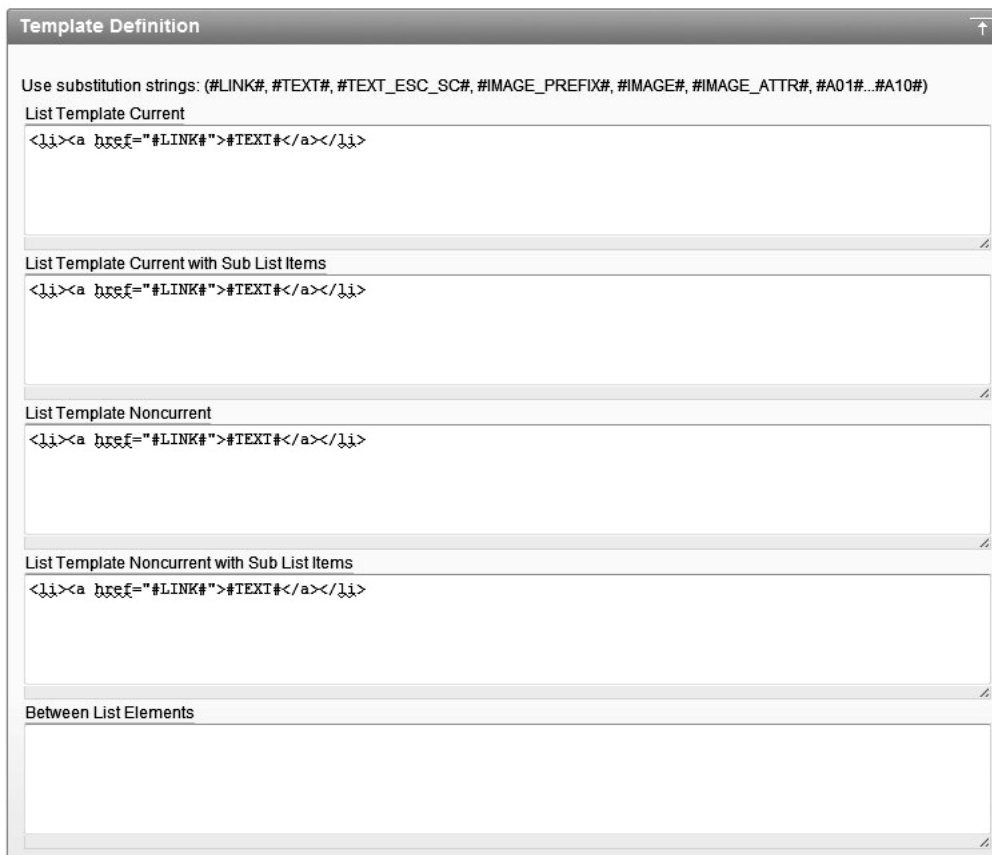 Template Definition
Use substitution strings: (#LINK#, #TEXT#, #TEXT_ESC_SC#, #IMAGE_PREFIX#, #IMAGE#, #IMAGE_ATTR#, #A01#...#A10#)
List Template Current
<li><a href="#LINK#">#TEXT#</a></li>
List Template Current with Sub List Items
<li><a href="#LINK#">#TEXT#</a></li>
List Template Noncurrent
<li><a href="#LINK#">#TEXT#</a></li>
List Template Noncurrent with Sub List Items
<li><a href="#LINK#">#TEXT#</a></li>
Between List Elements